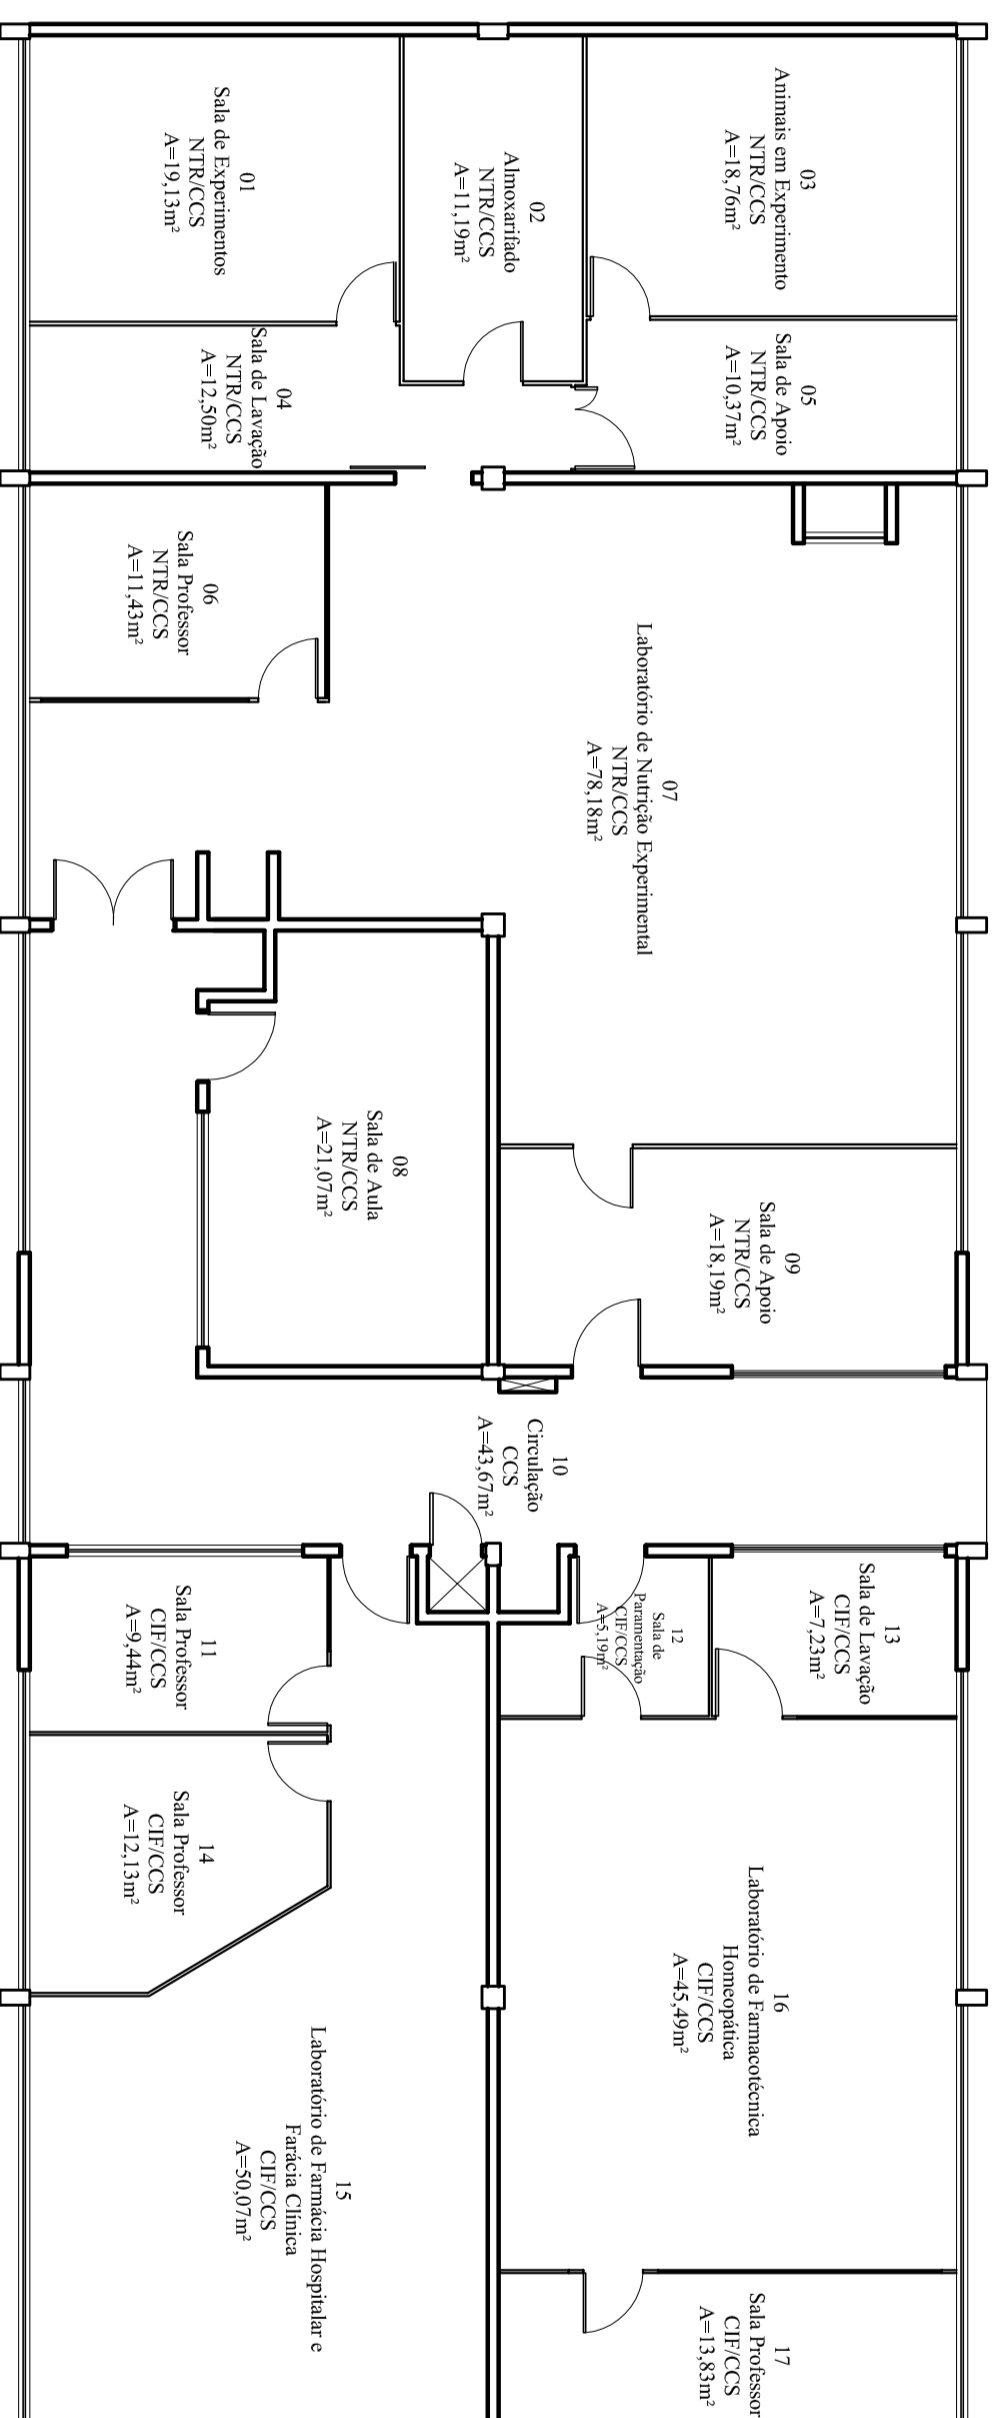 01
Sala de Experimentos
NTR/CCS
A=19,13m²
02
Almoxarifado
NTR/CCS
A=11,19m²
03
Animais em Experimento
NTR/CCS
A=18,76m²
04
Sala de Lavação
NTR/CCS
A=12,50m²
05
Sala de Apoio
NTR/CCS
A=10,37m²
06
Sala Professor
NTR/CCS
A=11,43m²
07
Laboratório de Nutrição Experimental
NTR/CCS
A=78,18m²
08
Sala de Aula
NTR/CCS
A=21,07m²
09
Sala de Apoio
NTR/CCS
A=18,19m²
10
Circulação
CCS
A=43,67m²
11
Sala Professor
CIF/CCS
A=9,44m²
12
Sala de
Paramentação
CIF/CCS
A=5,19m²
13
Sala de Lavação
CIF/CCS
A=7,23m²
14
Sala Professor
CIF/CCS
A=12,13m²
15
Laboratório de Farmácia Hospitalar e
Farácia Clínica
CIF/CCS
A=50,07m²
16
Laboratório de Farmacotécnica
Homeopática
CIF/CCS
A=45,49m²
17
Sala Professor
CIF/CCS
A=13,83m²